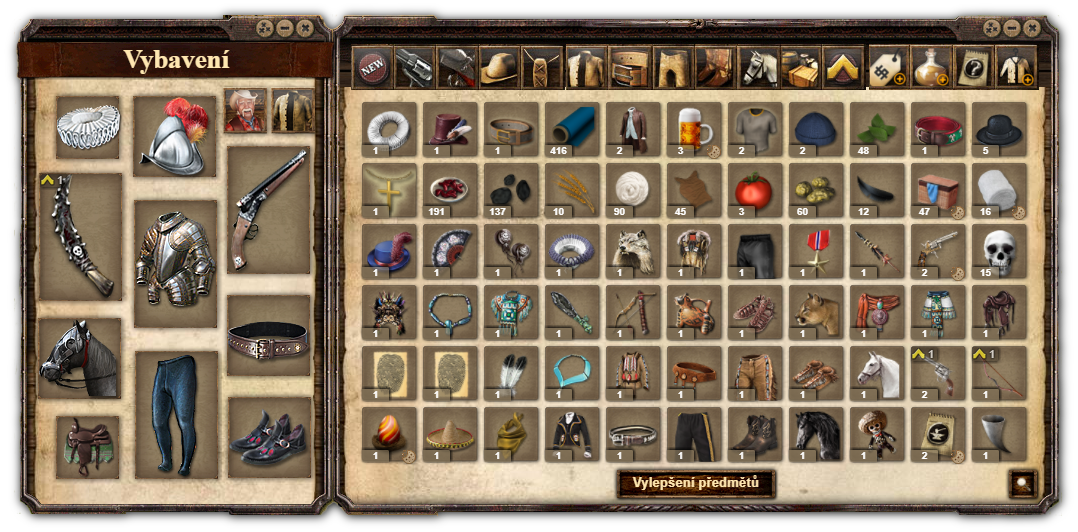 Vybavení
NEW
$
?
1
1 1 1 416 2 3 2 2 48 1 5
1 191 137 10 90 45 3 60 12 47 16
1 1 1 1 1 1 1 1 1 2 15
1 1 1 1 1 1 1 1 1 1 1
1 1
1 1 1 1 1 1 1 1 1 1 1
1 1 1 1 1 1 1 1 1 2 1
Vylepšení předmětů